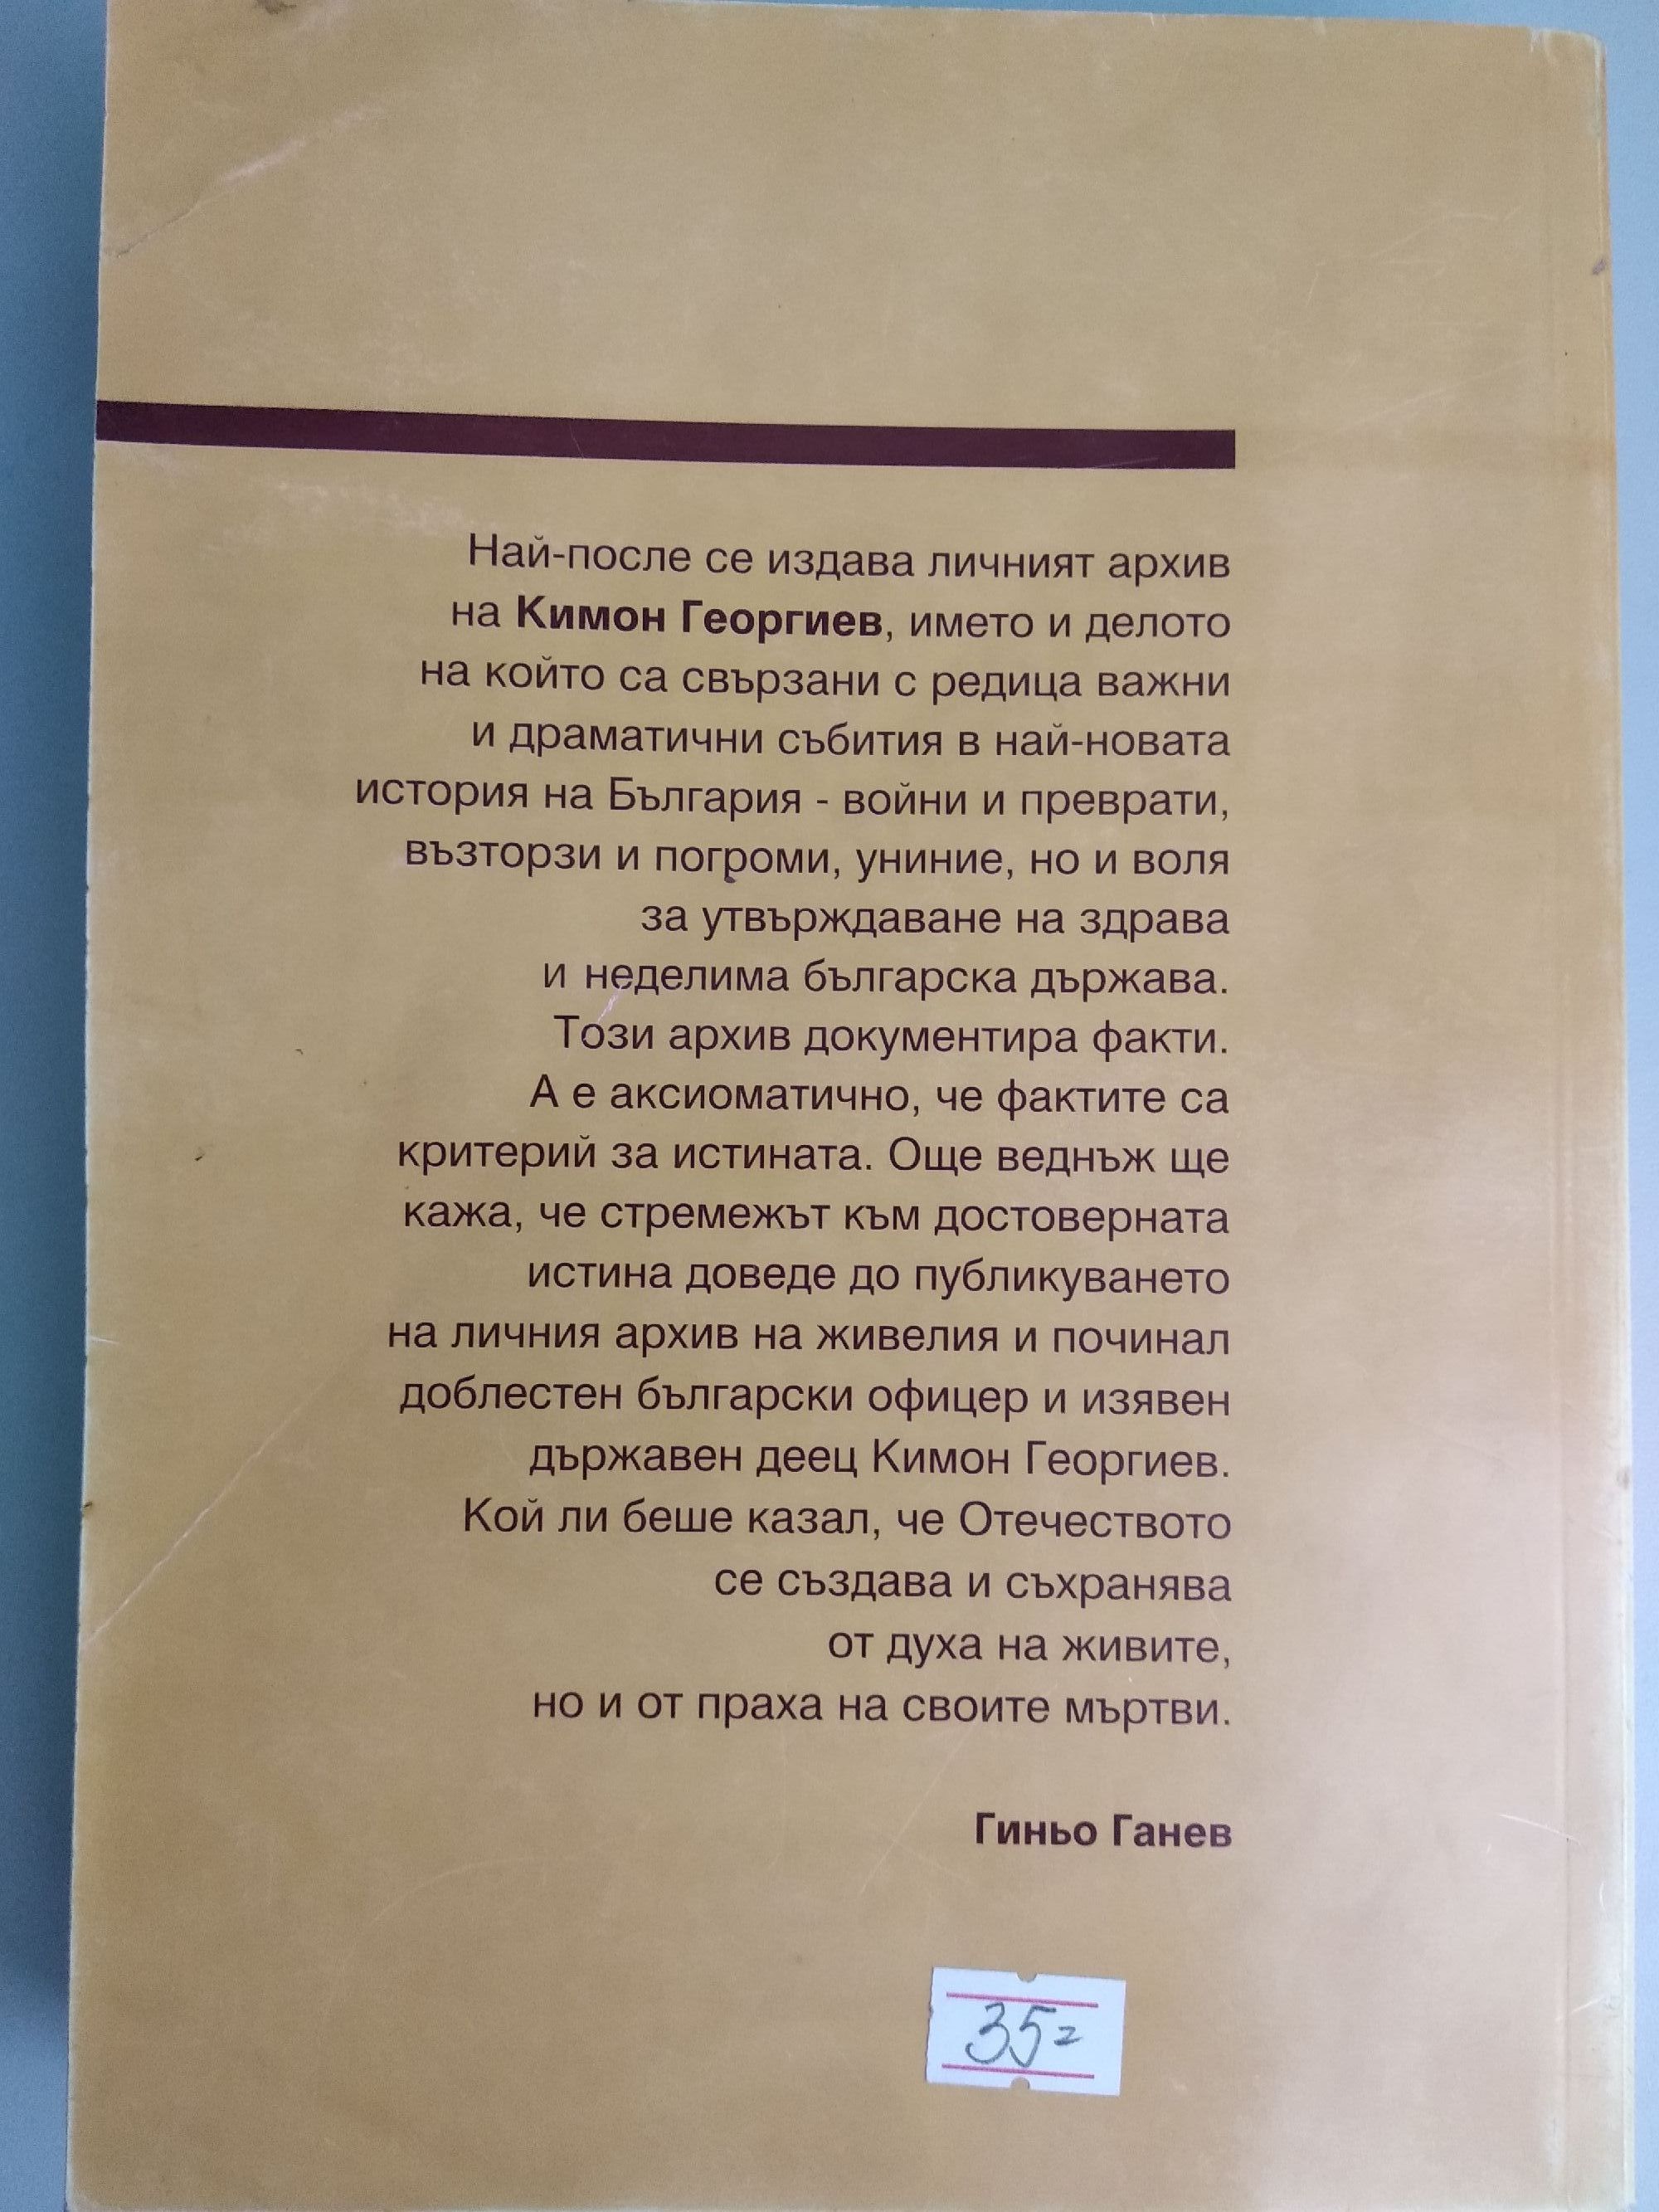 Най-после се издава личният архив
на Кимон Георгиев, името и делото
на който са свързани с редица важни
и драматични събития в най-новата
история на България - войни и преврати,
възторзи и погроми, униние, но и воля
за утвърждаване на здрава
и неделима българска държава.
Този архив документира факти.
А е аксиоматично, че фактите са
критерий за истината. Още веднъж ще
кажа, че стремежът към достоверната
истина доведе до публикуването
на личния архив на живелия и починал
доблестен български офицер и изявен
държавен деец Кимон Георгиев.
Кой ли беше казал, че Отечеството
се създава и съхранява
от духа на живите,
но и от праха на своите мъртви.
Гиньо Ганев
35=